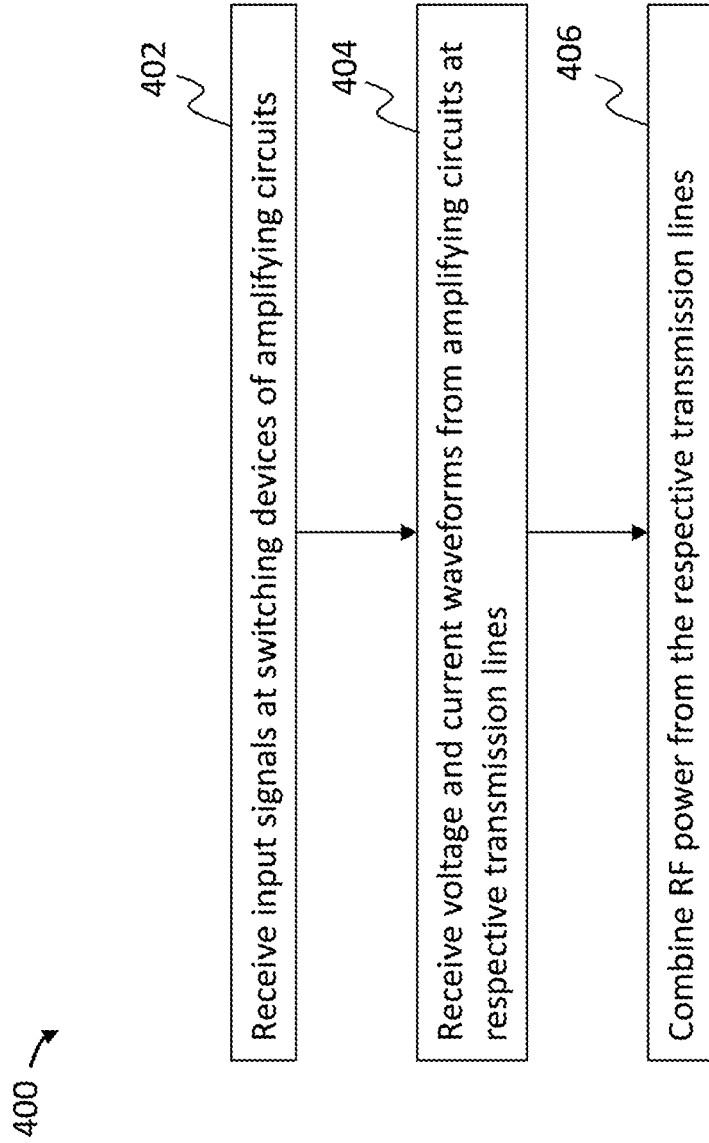 400
402
Receive input signals at switching devices of amplifying circuits
404
Receive voltage and current waveforms from amplifying circuits at
respective transmission lines
406
Combine RF power from the respective transmission lines